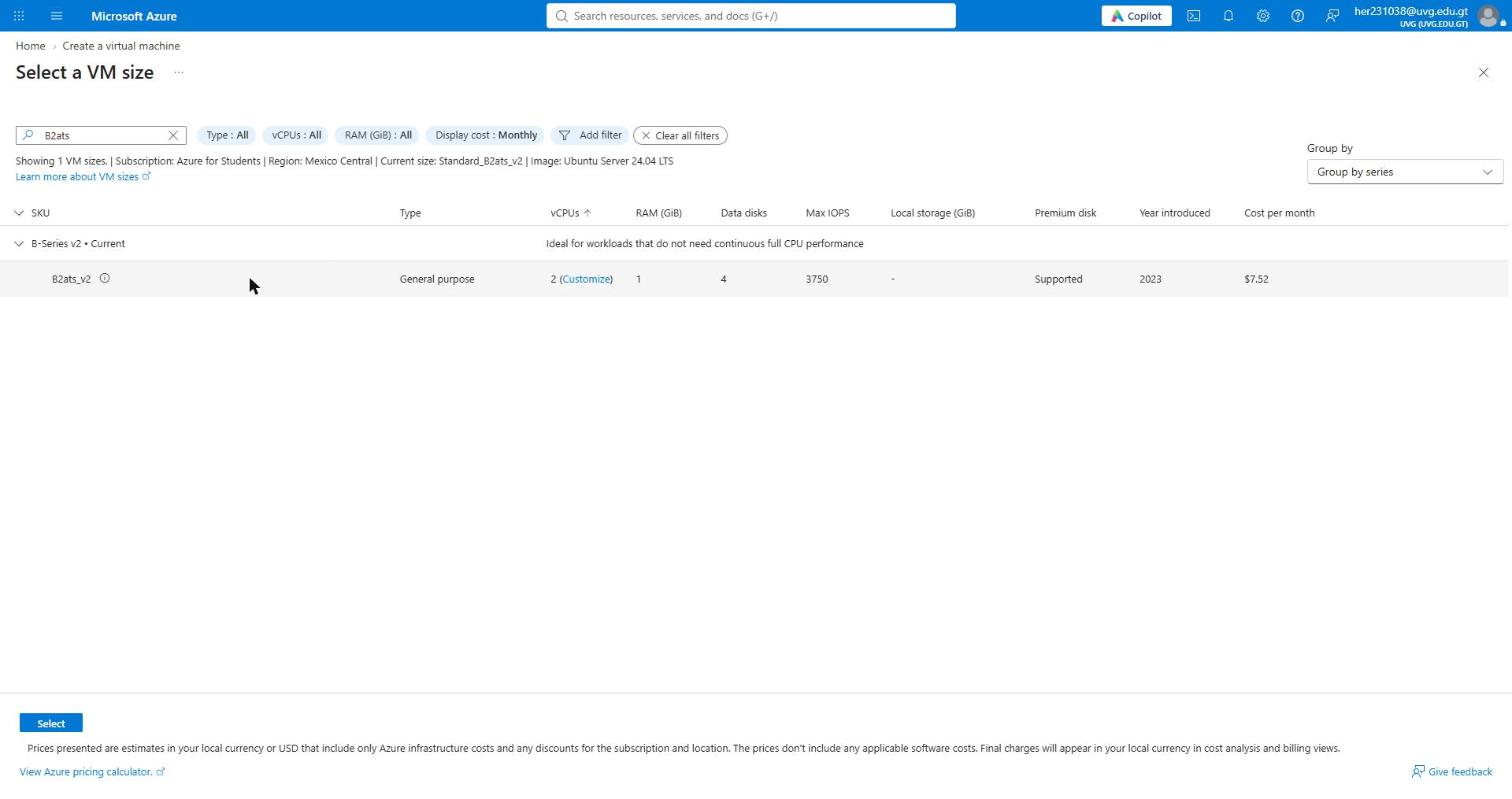 Microsoft Azure
Search resources, services, and docs (G+/)
Copilot
her231038@uvg.edu.gt
UVG (UVG.EDU.GT)
Home › Create a virtual machine
Select a VM size ...
B2ats
Type : All
vCPUs : All
RAM (GiB) : All
Display cost : Monthly
Add filter
Clear all filters
Showing 1 VM sizes. | Subscription: Azure for Students | Region: Mexico Central | Current size: Standard_B2ats_v2 | Image: Ubuntu Server 24.04 LTS
Learn more about VM sizes
Group by
Group by series
SKU Type vCPUs ↑ RAM (GiB) Data disks Max IOPS Local storage (GiB) Premium disk Year introduced Cost per month
B-Series v2 • Current Ideal for workloads that do not need continuous full CPU performance
B2ats_v2 General purpose 2 (Customize) 1 4 3750 - Supported 2023 $7.52
Select
Prices presented are estimates in your local currency or USD that include only Azure infrastructure costs and any discounts for the subscription and location. The prices don't include any applicable software costs. Final charges will appear in your local currency in cost analysis and billing views.
View Azure pricing calculator.
Give feedback